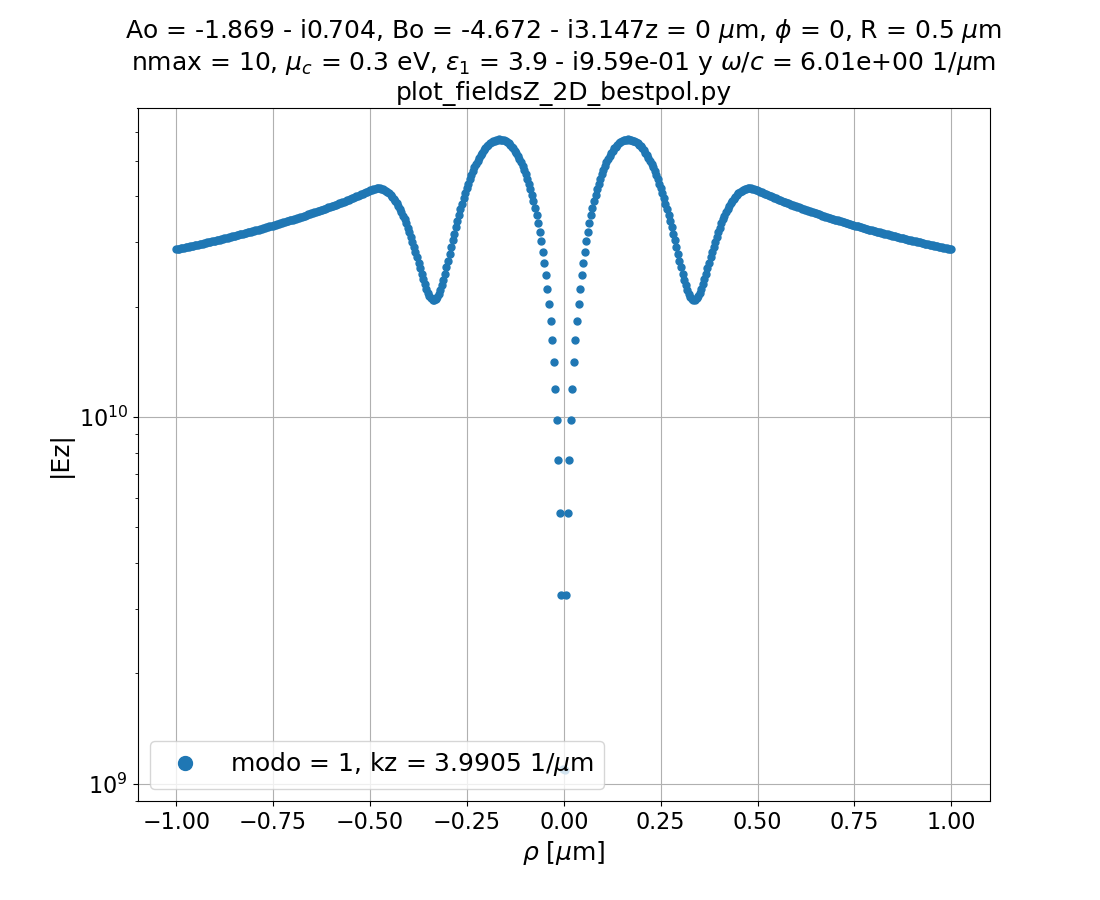 Ao = -1.869 - i0.704, Bo = -4.672 - i3.147z = 0 μm, ϕ = 0, R = 0.5 μm
nmax = 10, μc = 0.3 eV, ε1 = 3.9 - i9.59e-01 y ω/c = 6.01e+00 1/μm
plot_fieldsZ_2D_bestpol.py
|Ez|
10^10
10^9
modo = 1, kz = 3.9905 1/μm
−1.00 −0.75 −0.50 −0.25 0.00 0.25 0.50 0.75 1.00
ρ [μm]